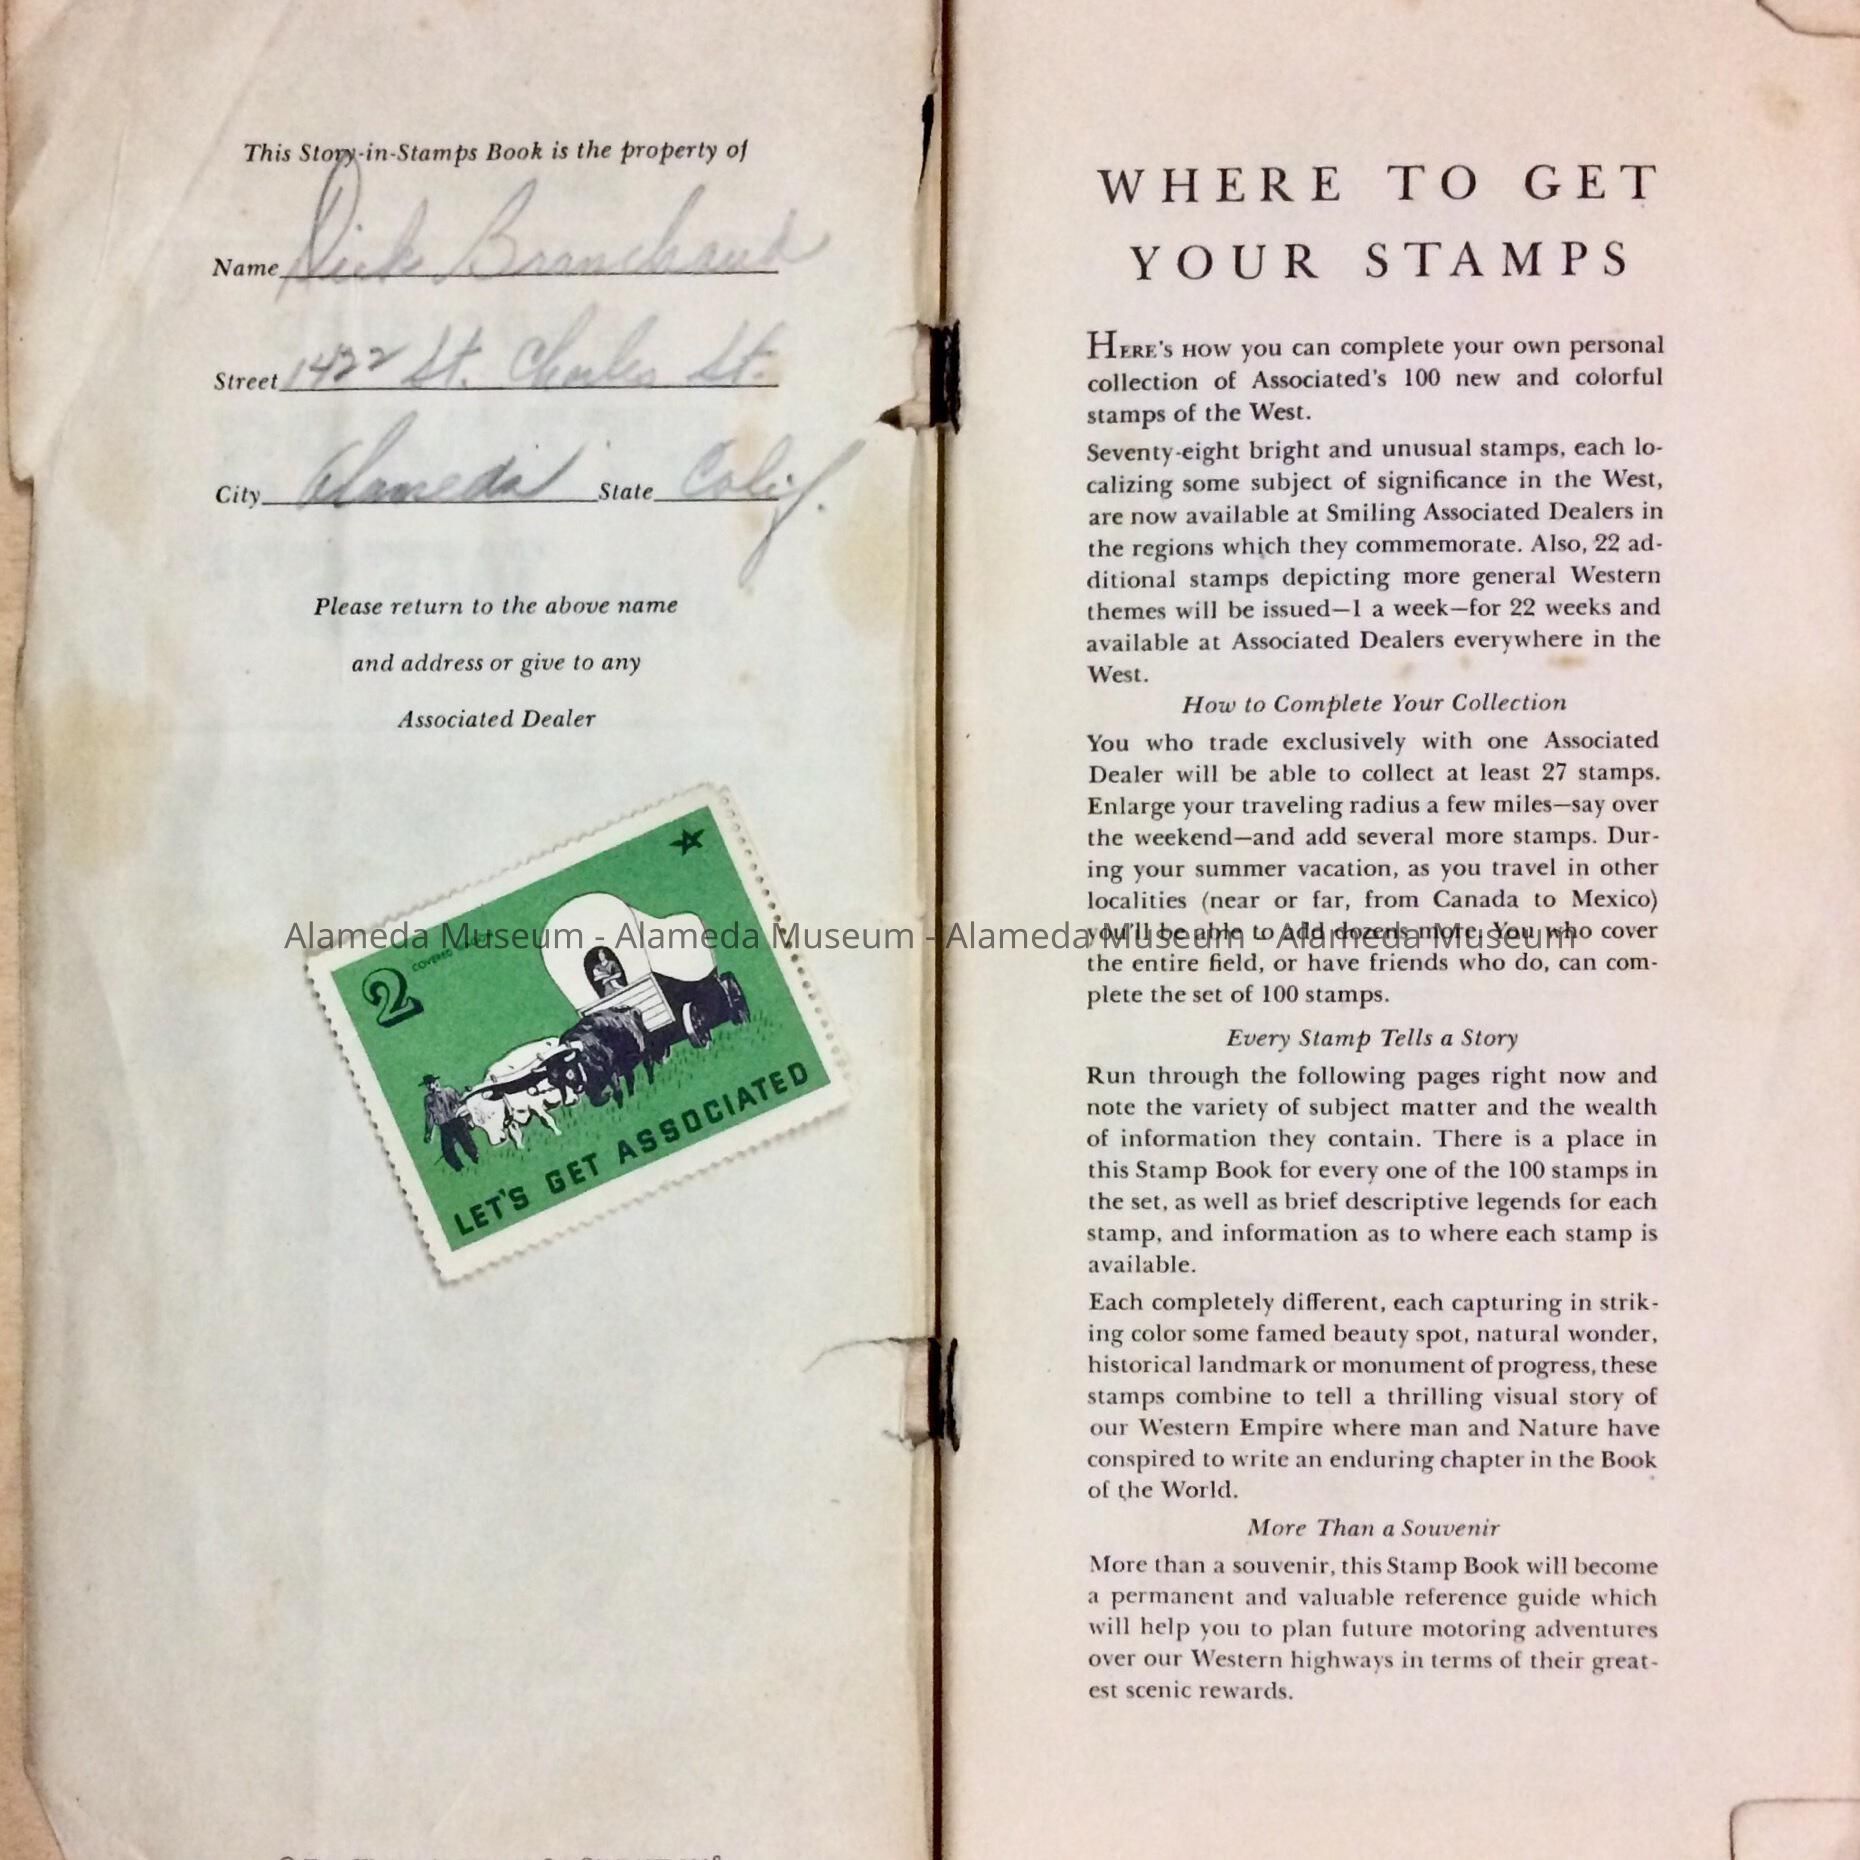 This Story-in-Stamps Book is the property of
Name Dick Branchaud
Street 1422 St. Charles St.
City Alameda State Calif.
Please return to the above name
and address or give to any
Associated Dealer
2
COVERED
LET'S GET ASSOCIATED
WHERE TO GET
YOUR STAMPS
HERE'S HOW you can complete your own personal
collection of Associated's 100 new and colorful
stamps of the West.
Seventy-eight bright and unusual stamps, each lo-
calizing some subject of significance in the West,
are now available at Smiling Associated Dealers in
the regions which they commemorate. Also, 22 ad-
ditional stamps depicting more general Western
themes will be issued—1 a week—for 22 weeks and
available at Associated Dealers everywhere in the
West.
How to Complete Your Collection
You who trade exclusively with one Associated
Dealer will be able to collect at least 27 stamps.
Enlarge your traveling radius a few miles—say over
the weekend—and add several more stamps. Dur-
ing your summer vacation, as you travel in other
localities (near or far, from Canada to Mexico)
you'll be able to add dozens more. You who cover
the entire field, or have friends who do, can com-
plete the set of 100 stamps.
Every Stamp Tells a Story
Run through the following pages right now and
note the variety of subject matter and the wealth
of information they contain. There is a place in
this Stamp Book for every one of the 100 stamps in
the set, as well as brief descriptive legends for each
stamp, and information as to where each stamp is
available.
Each completely different, each capturing in strik-
ing color some famed beauty spot, natural wonder,
historical landmark or monument of progress, these
stamps combine to tell a thrilling visual story of
our Western Empire where man and Nature have
conspired to write an enduring chapter in the Book
of the World.
More Than a Souvenir
More than a souvenir, this Stamp Book will become
a permanent and valuable reference guide which
will help you to plan future motoring adventures
over our Western highways in terms of their great-
est scenic rewards.
Alameda Museum - Alameda Museum - Alameda Museum - Alameda Museum